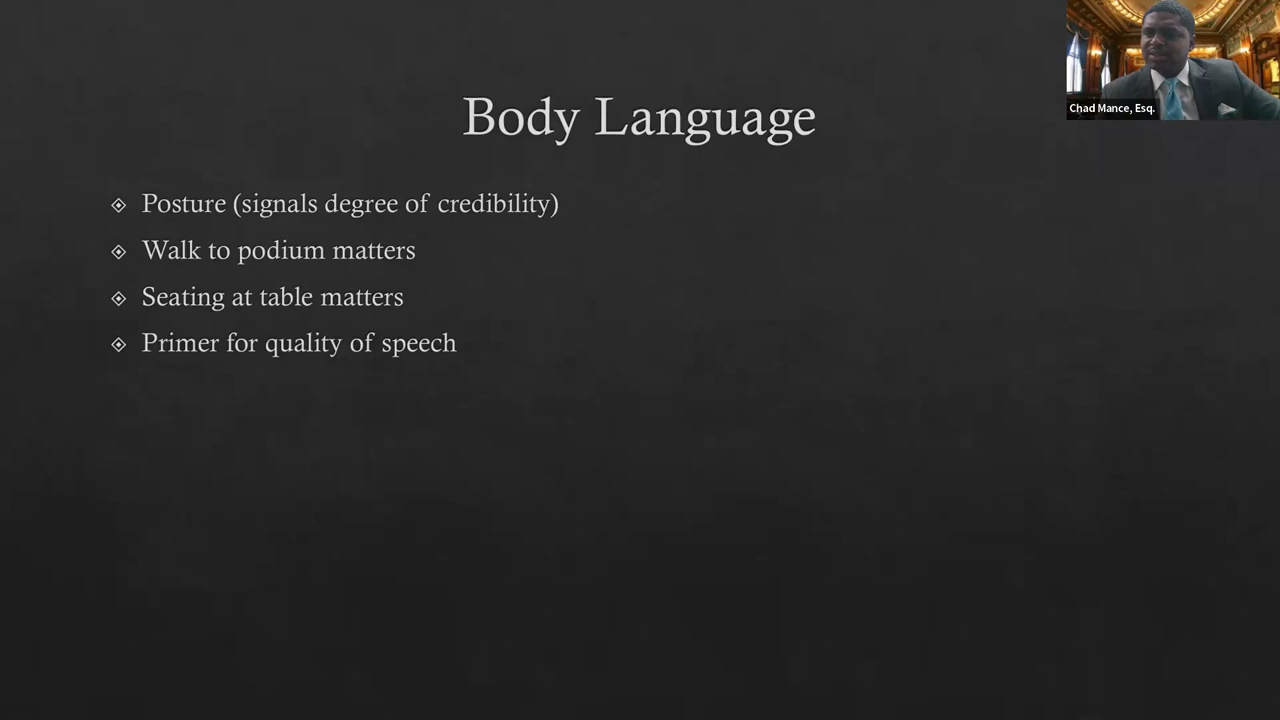 Chad Mance, Esq.
Body Language
Posture (signals degree of credibility)
Walk to podium matters
Seating at table matters
Primer for quality of speech